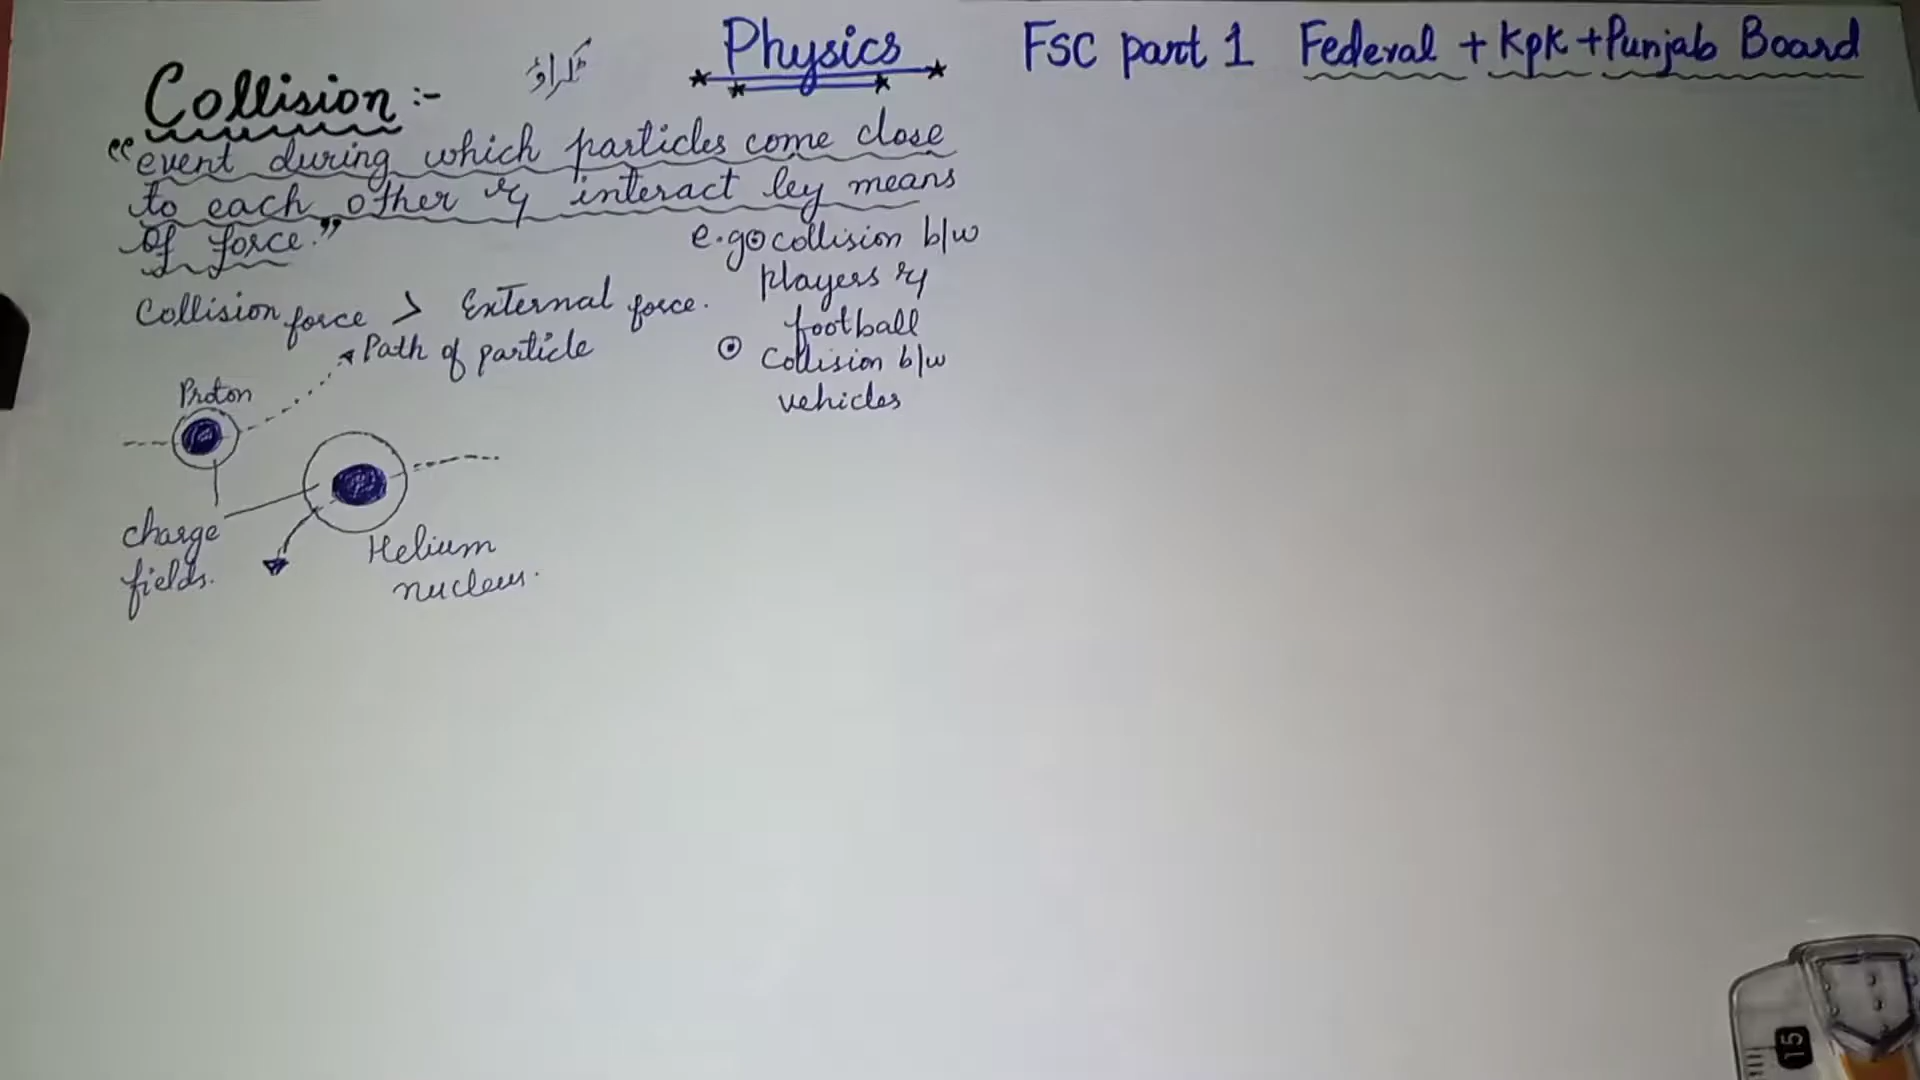 Physics FSC part 1 Federal + KPK + Punjab Board
Collision :- ٹکراؤ
"event during which particles come close
to each other & interact by means
of force."
e.g ⊙ collision b/w
players &
football
⊙ Collision b/w
vehicles
Collision force > External force.
Path of particle
Proton
charge
fields.
Helium
nucleus.
15